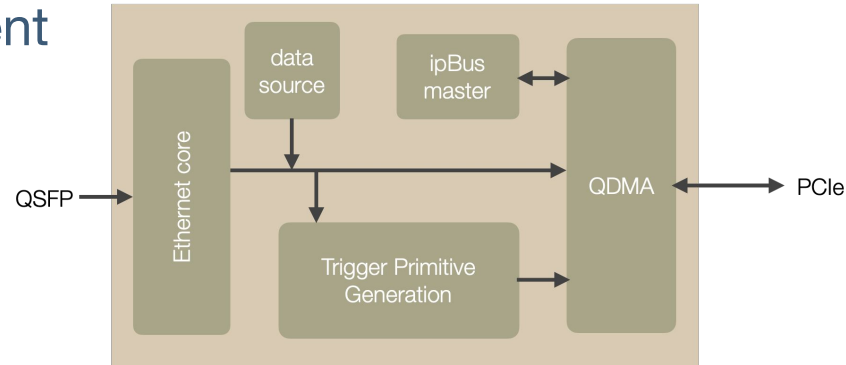 ent
data
source
ipBus
master
QSFP
Ethernet core
QDMA
PCIe
Trigger Primitive
Generation